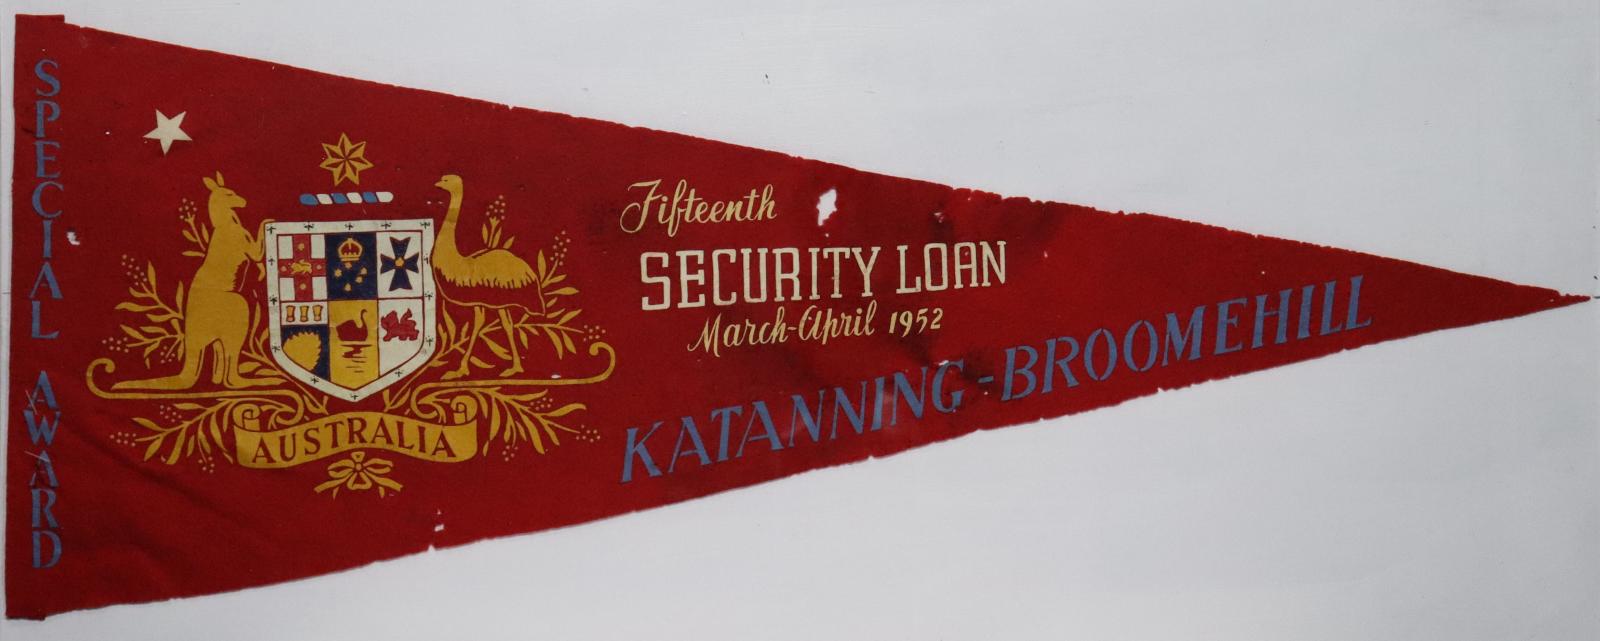 SPECIAL AWARD
AUSTRALIA
Fifteenth
SECURITY LOAN
March-April 1952
KATANNING-BROOMEHILL